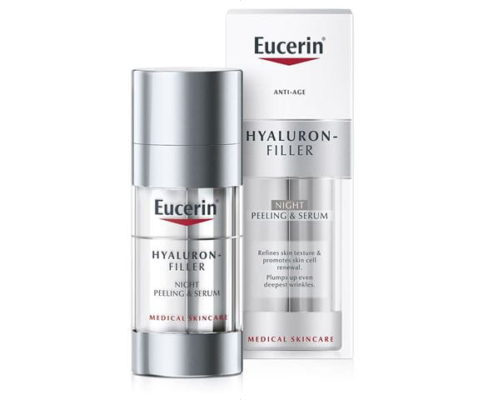 Eucerin®
ANTI-AGE
HYALURON-
FILLER
NIGHT
PEELING & SERUM
Refines skin texture &
promotes skin cell
renewal.
Plumps up even
deepest wrinkles.
MEDICAL SKINCARE
Eucerin®
HYALURON-
FILLER
NIGHT
PEELING & SERUM
MEDICAL SKINCARE